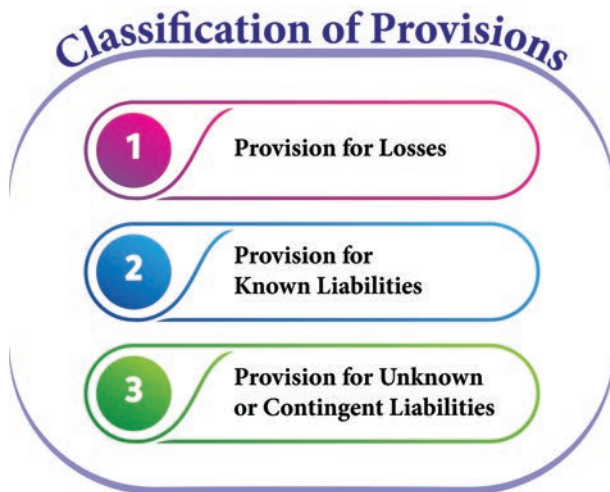 Classification of Provisions
1
Provision for Losses
2
Provision for
Known Liabilities
3
Provision for Unknown
or Contingent Liabilities